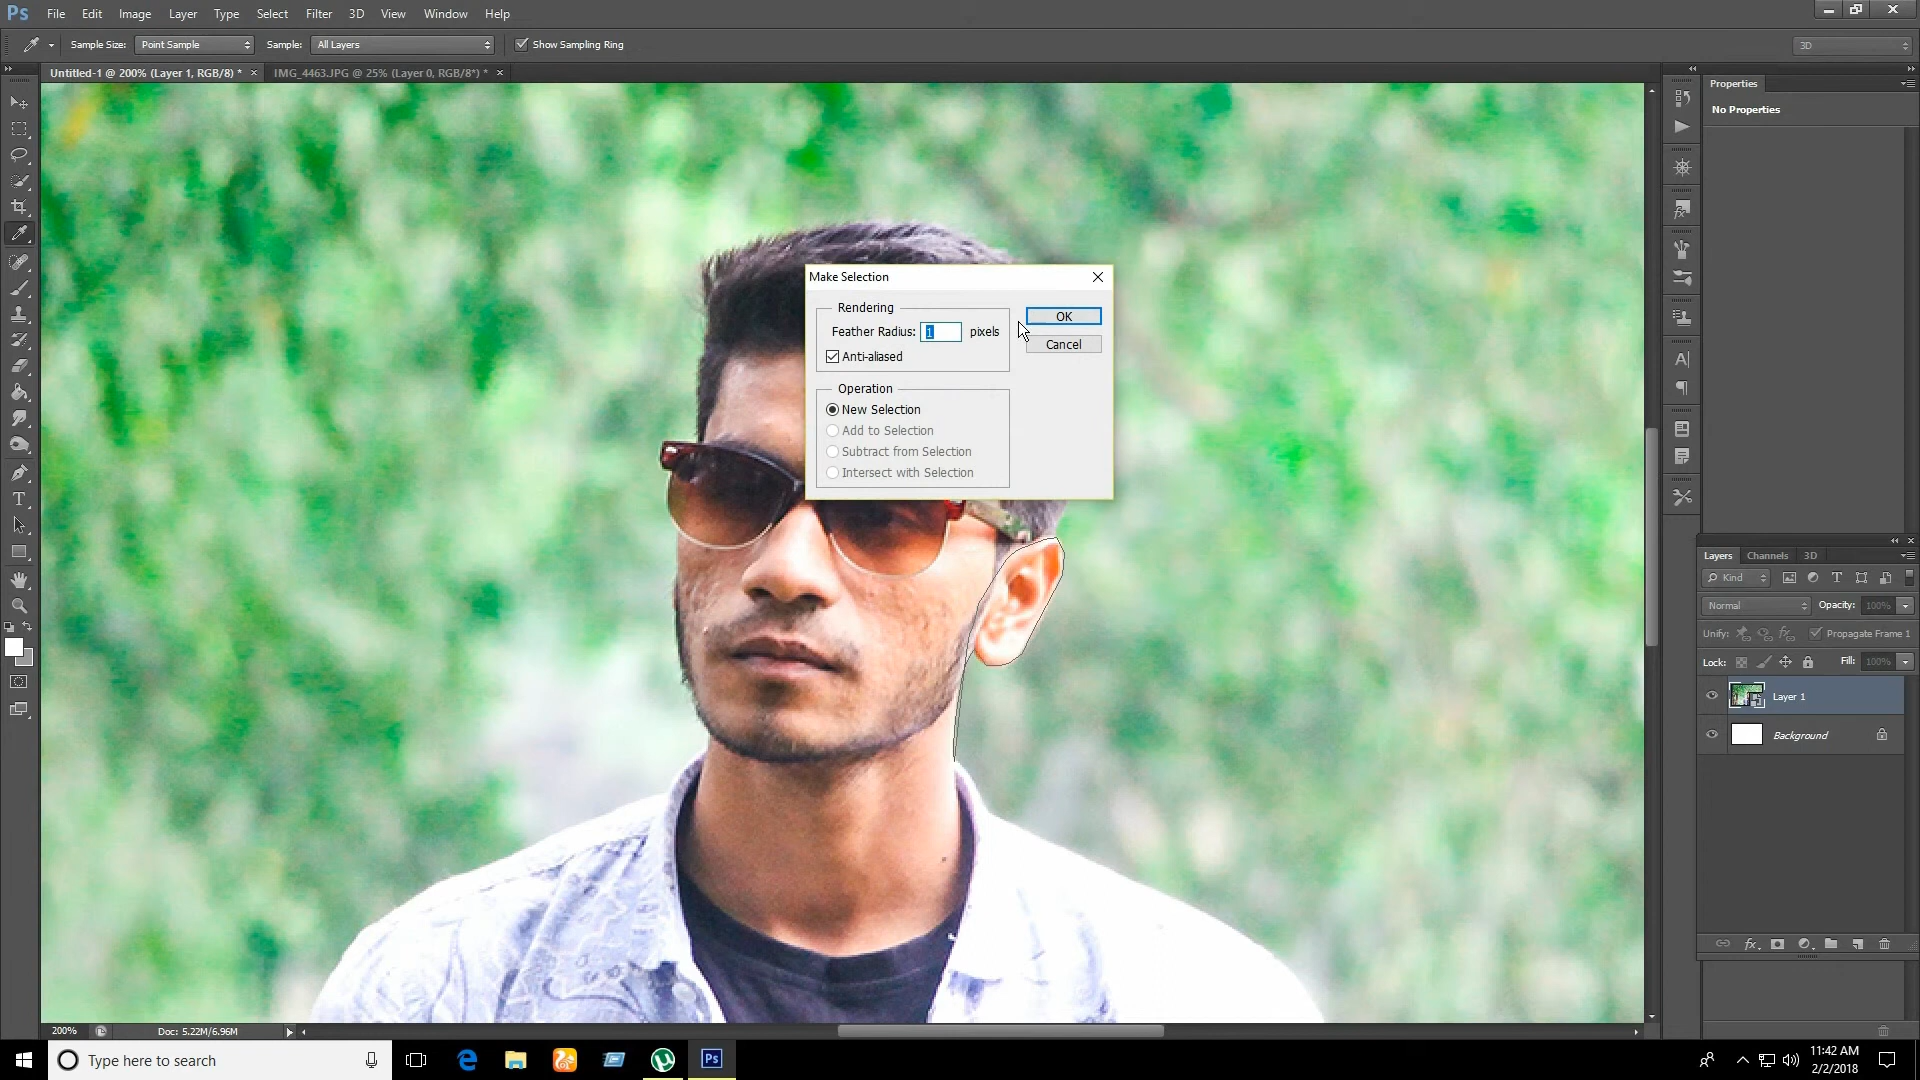 Ps File Edit Image Layer Type Select Filter 3D View Window Help
Sample Size: Point Sample Sample: All Layers Show Sampling Ring 3D
Untitled-1 @ 200% (Layer 1, RGB/8) * IMG_4463.JPG @ 25% (Layer 0, RGB/8*) *
Properties
No Properties
Make Selection
Rendering
OK
Feather Radius: 1 pixels
Cancel
Anti-aliased
Operation
New Selection
Add to Selection
Subtract from Selection
Intersect with Selection
Layers Channels 3D
Kind
Normal Opacity: 100%
Unify: Propagate Frame 1
Lock: Fill: 100%
Layer 1
Background
200% Doc: 5.22M/6.96M
Type here to search
Ps
11:42 AM
2/2/2018